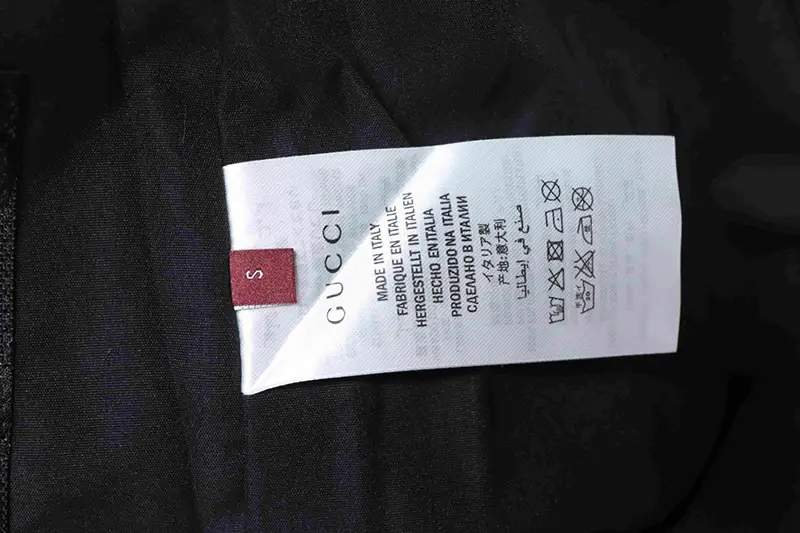 S
GUCCI
MADE IN ITALY
FABRIQUE EN ITALIE
HERGESTELLT IN ITALIEN
HECHO EN ITALIA
PRODUZIDO NA ITALIA
СДЕЛАНО В ИТАЛИИ
イタリア製
产地:意大利
صنع في إيطاليا